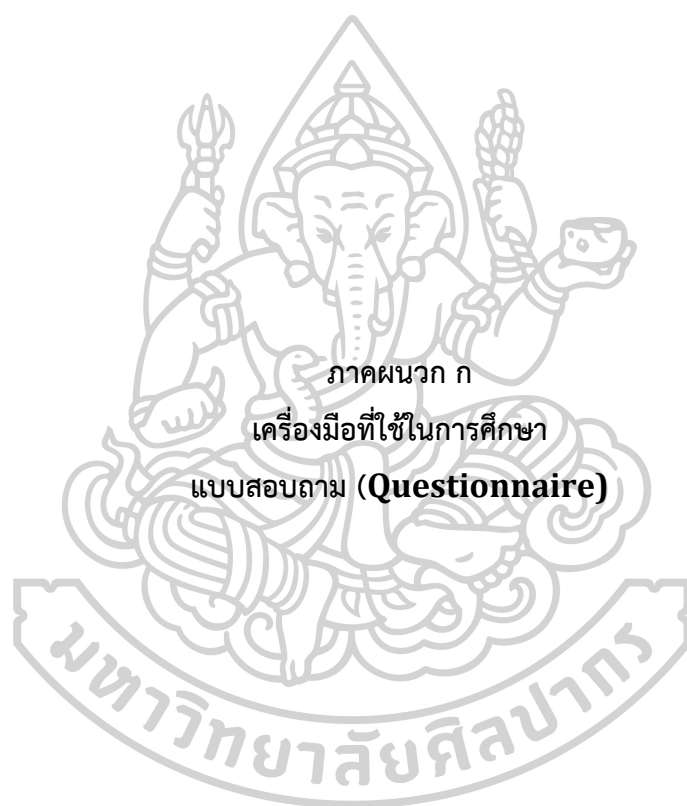 ภาคผนวก ก
เครื่องมือที่ใช้ในการศึกษา
แบบสอบถาม (Questionnaire)
มหาวิทยาลัยศิลปากร